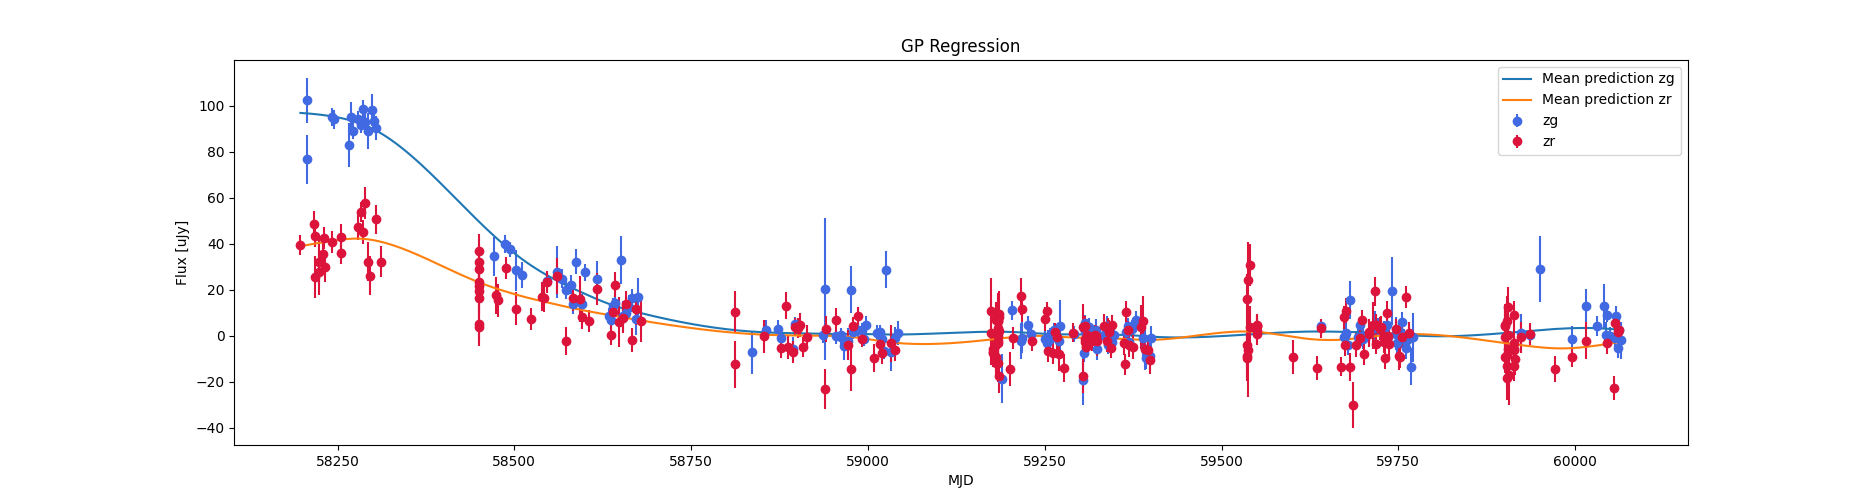 GP Regression
Mean prediction zg
Mean prediction zr
zg
zr
Flux [uJy]
100
80
60
40
20
0
−20
−40
58250 58500 58750 59000 59250 59500 59750 60000
MJD